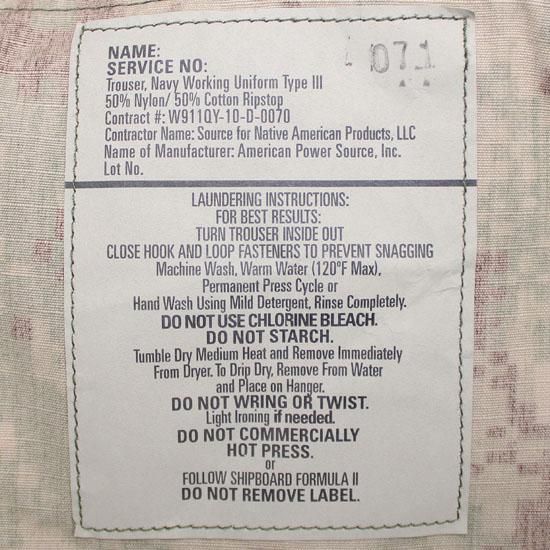 NAME:
071
SERVICE NO:
Trouser, Navy Working Uniform Type III
50% Nylon/ 50% Cotton Ripstop
Contract #: W911QY-10-D-0070
Contractor Name: Source for Native American Products, LLC
Name of Manufacturer: American Power Source, Inc.
Lot No.
LAUNDERING INSTRUCTIONS:
FOR BEST RESULTS:
TURN TROUSER INSIDE OUT
CLOSE HOOK AND LOOP FASTENERS TO PREVENT SNAGGING
Machine Wash, Warm Water (120°F Max),
Permanent Press Cycle or
Hand Wash Using Mild Detergent, Rinse Completely.
DO NOT USE CHLORINE BLEACH.
DO NOT STARCH.
Tumble Dry Medium Heat and Remove Immediately
From Dryer. To Drip Dry, Remove From Water
and Place on Hanger.
DO NOT WRING OR TWIST.
Light Ironing if needed.
DO NOT COMMERCIALLY
HOT PRESS.
or
FOLLOW SHIPBOARD FORMULA II
DO NOT REMOVE LABEL.